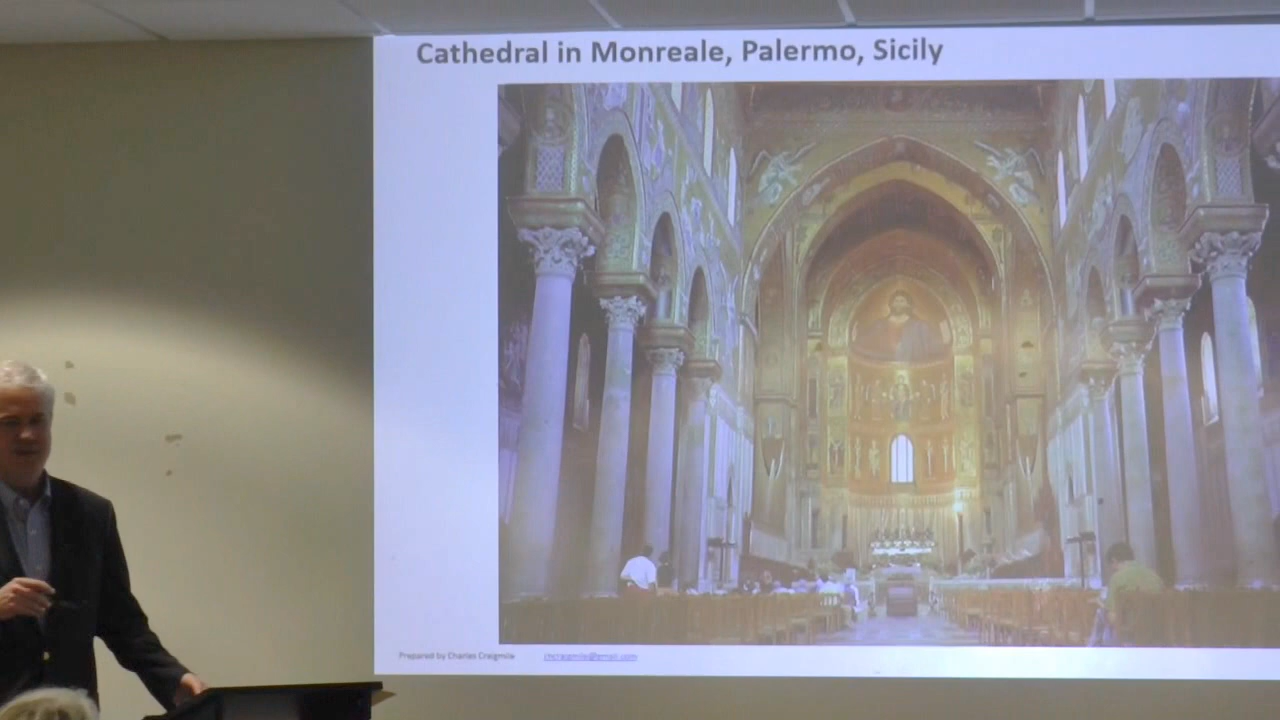 Cathedral in Monreale, Palermo, Sicily
Prepared by Charles Craigmile